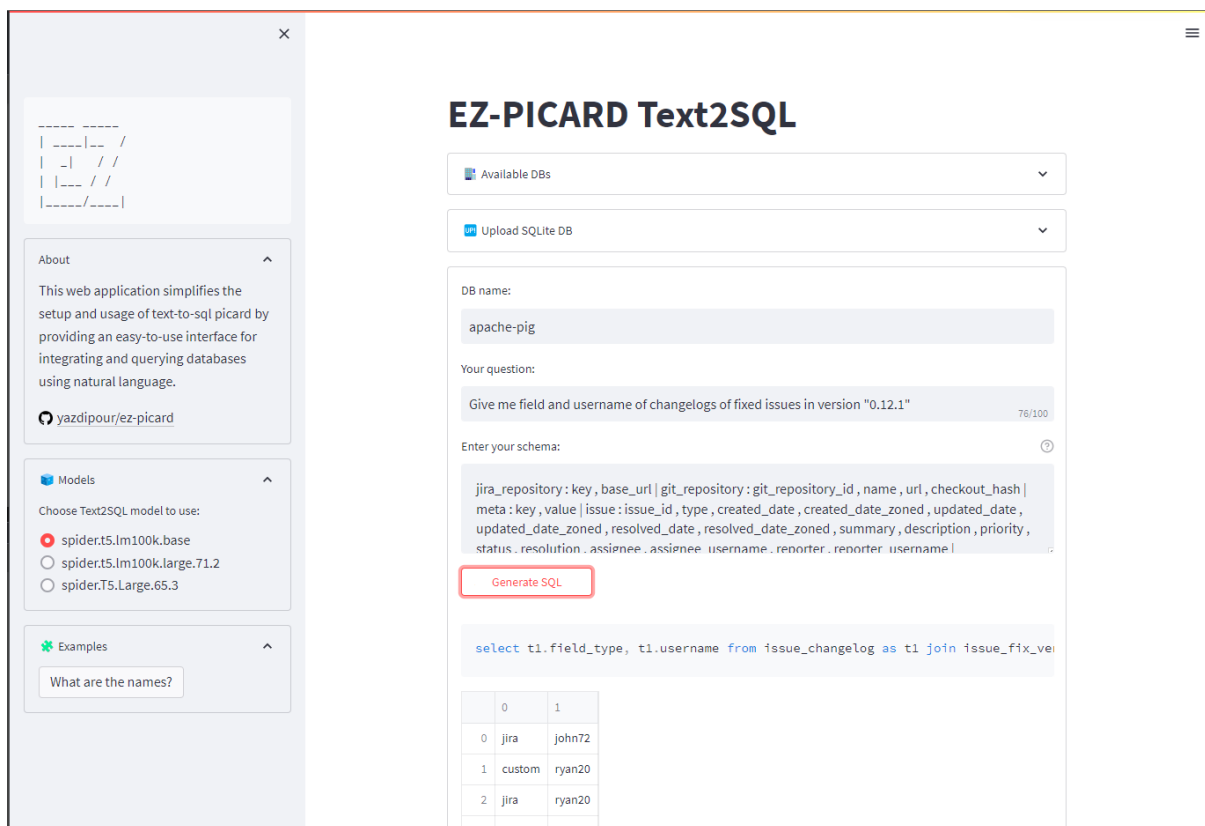 EZ-PICARD Text2SQL
_____ _____
| ____|__  /
|  _|   / /
| |___ / /
|_____/____|
About
This web application simplifies the
setup and usage of text-to-sql picard by
providing an easy-to-use interface for
integrating and querying databases
using natural language.
yazdipour/ez-picard
Models
Choose Text2SQL model to use:
spider.t5.lm100k.base
spider.t5.lm100k.large.71.2
spider.T5.Large.65.3
Examples
What are the names?
Available DBs
UP! Upload SQLite DB
DB name:
apache-pig
Your question:
Give me field and username of changelogs of fixed issues in version "0.12.1"
76/100
Enter your schema:
jira_repository : key , base_url | git_repository : git_repository_id , name , url , checkout_hash |
meta : key , value | issue : issue_id , type , created_date , created_date_zoned , updated_date ,
updated_date_zoned , resolved_date , resolved_date_zoned , summary , description , priority ,
status , resolution , assignee , assignee_username , reporter , reporter_username |
Generate SQL
select t1.field_type, t1.username from issue_changelog as t1 join issue_fix_ve
0 1
0 jira john72
1 custom ryan20
2 jira ryan20